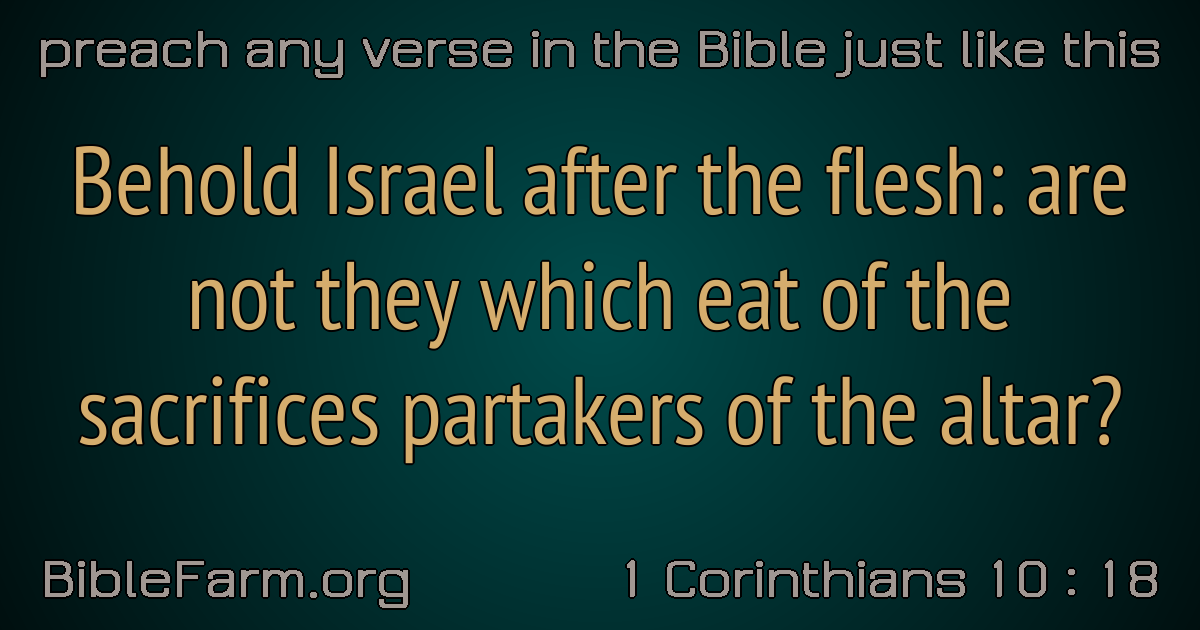 preach any verse in the Bible just like this
Behold Israel after the flesh: are
not they which eat of the
sacrifices partakers of the altar?
BibleFarm.org
1 Corinthians 10 : 18